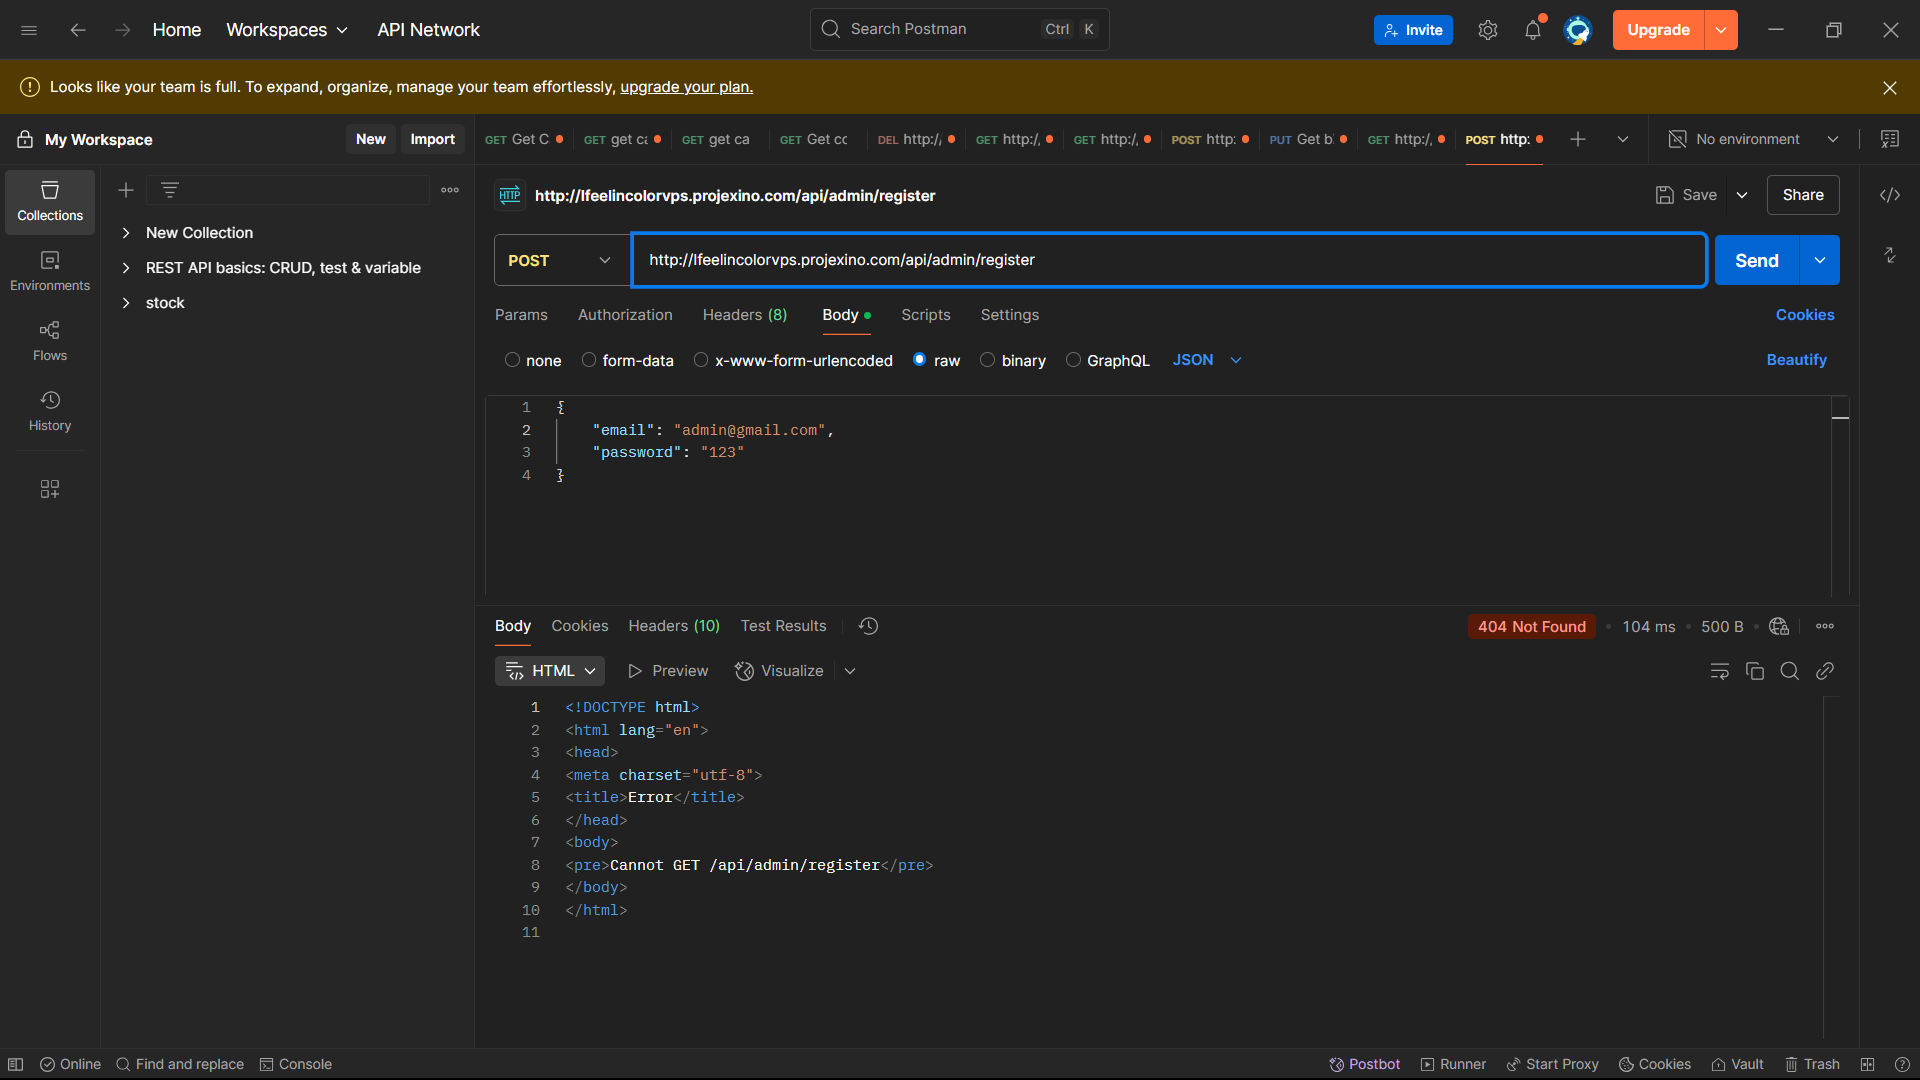 Home Workspaces API Network Search Postman Ctrl K Invite Upgrade
Looks like your team is full. To expand, organize, manage your team effortlessly, upgrade your plan.
My Workspace New Import GET Get C GET get ca GET get ca GET Get cc DEL http:/, GET http:/, GET http:/, POST http: PUT Get b GET http:/, POST http: No environment
Collections
Environments
Flows
History
New Collection
REST API basics: CRUD, test & variable
stock
HTTP http://lfeelincolorvps.projexino.com/api/admin/register Save Share
POST http://lfeelincolorvps.projexino.com/api/admin/register Send
Params Authorization Headers (8) Body Scripts Settings Cookies
none form-data x-www-form-urlencoded raw binary GraphQL JSON Beautify
1 {
2 "email": "admin@gmail.com",
3 "password": "123"
4 }
Body Cookies Headers (10) Test Results 404 Not Found 104 ms 500 B
HTML Preview Visualize
1 <!DOCTYPE html>
2 <html lang="en">
3 <head>
4 <meta charset="utf-8">
5 <title>Error</title>
6 </head>
7 <body>
8 <pre>Cannot GET /api/admin/register</pre>
9 </body>
10 </html>
11
Online Find and replace Console Postbot Runner Start Proxy Cookies Vault Trash